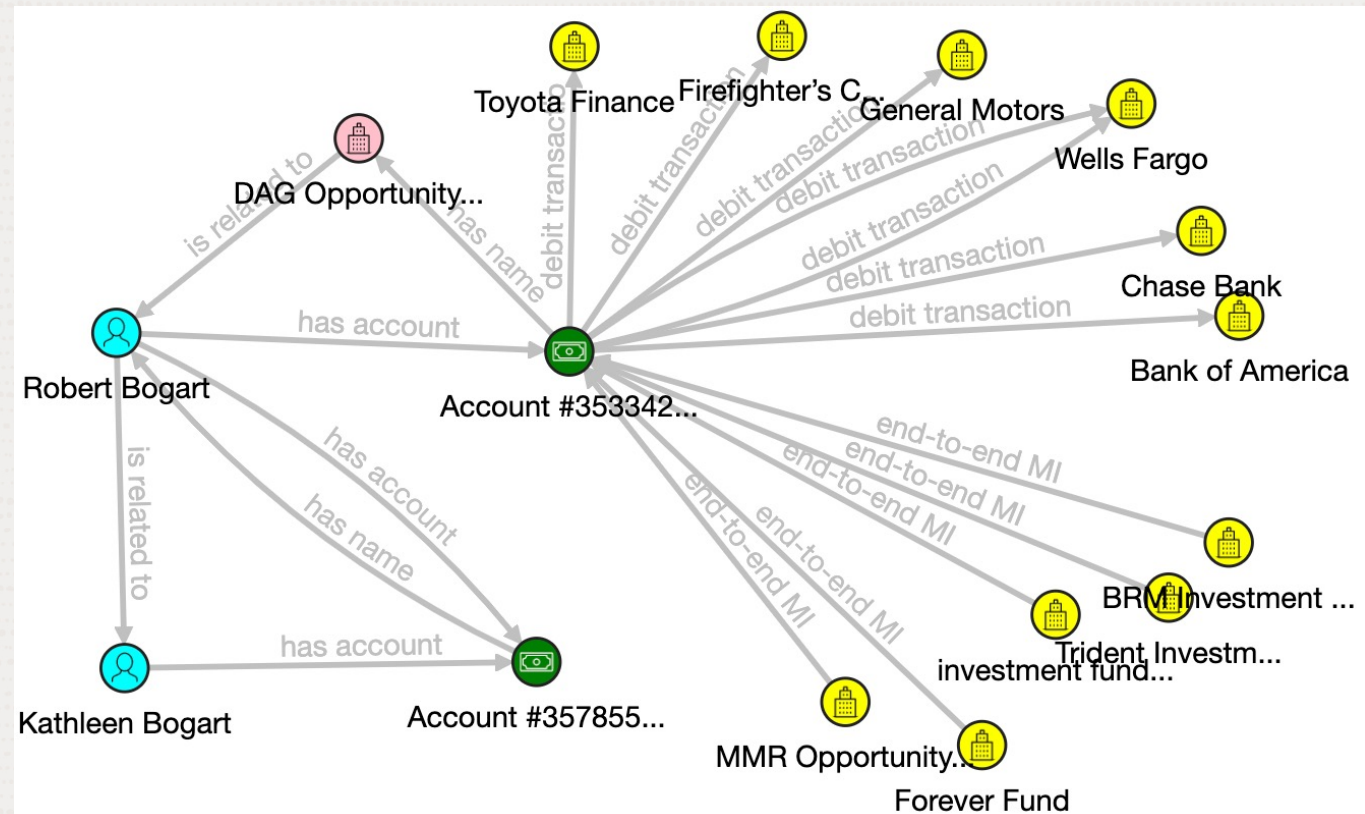 Toyota Finance
Firefighter’s C...
General Motors
Wells Fargo
Chase Bank
Bank of America
DAG Opportunity...
is related to
has name
debit transactio
debit transaction
debit transaction
debit transaction
debit transaction
debit transaction
debit transaction
Robert Bogart
has account
Account #353342...
is related to
has account
has name
end-to-end MI
end-to-end MI
end-to-end MI
end-to-end MI
end-to-end MI
BRM Investment ...
Trident Investm...
investment fund...
Kathleen Bogart
has account
Account #357855...
MMR Opportunity...
Forever Fund